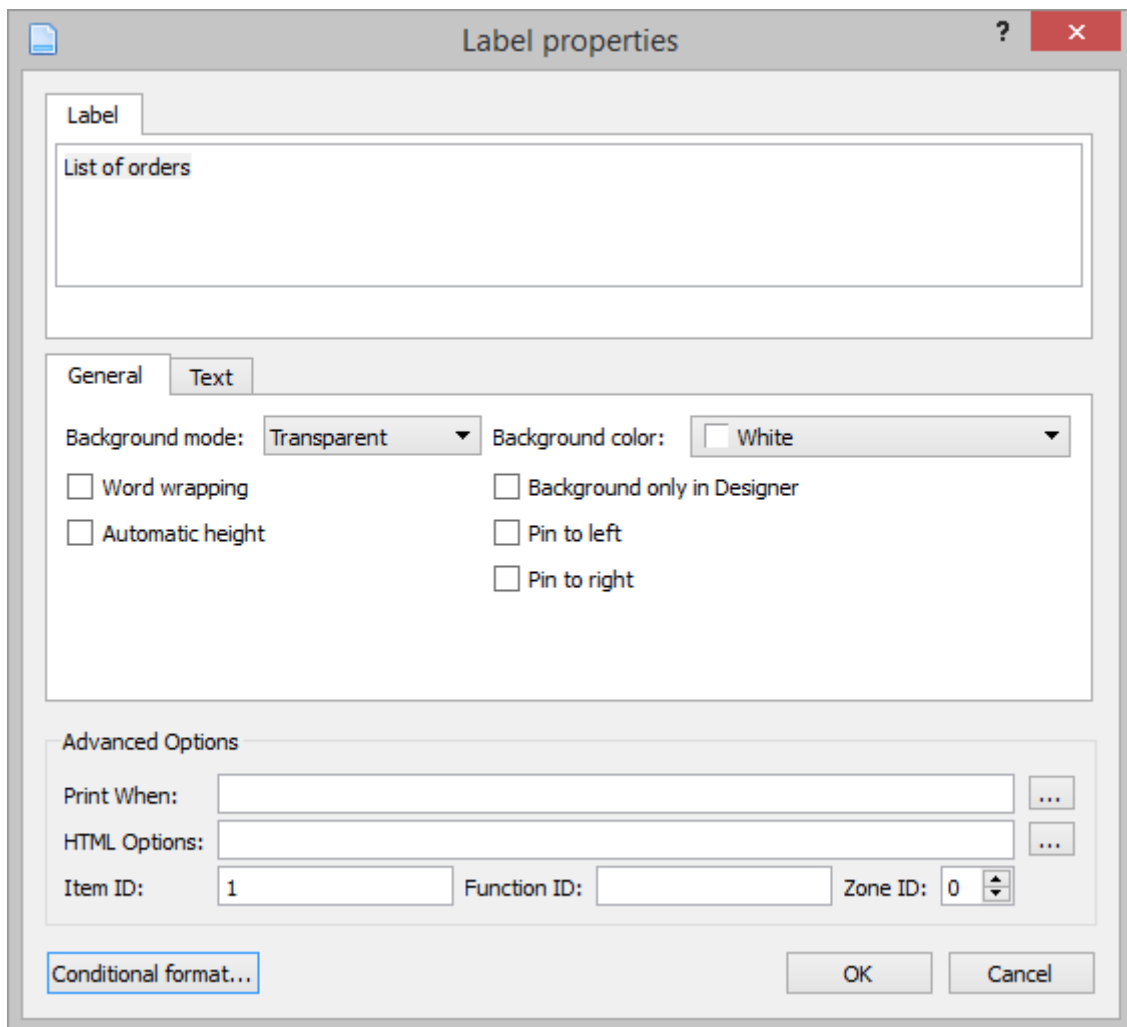 Label properties ?
Label
List of orders
General Text
Background mode: Transparent Background color: White
Word wrapping Background only in Designer
Automatic height Pin to left
Pin to right
Advanced Options
Print When: ...
HTML Options: ...
Item ID: 1 Function ID: Zone ID: 0
Conditional format... OK Cancel